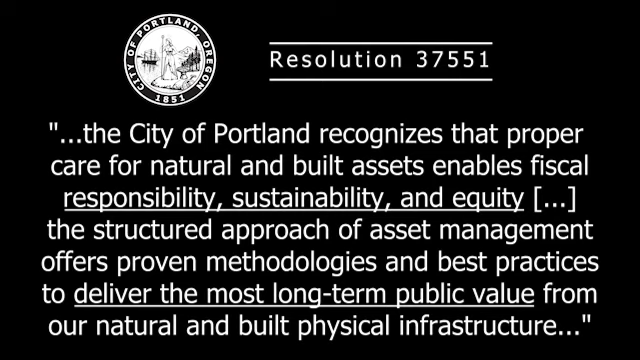 CITY OF PORTLAND, OREGON
1851
Resolution 37551
"...the City of Portland recognizes that proper
care for natural and built assets enables fiscal
responsibility, sustainability, and equity [...]
the structured approach of asset management
offers proven methodologies and best practices
to deliver the most long-term public value from
our natural and built physical infrastructure..."